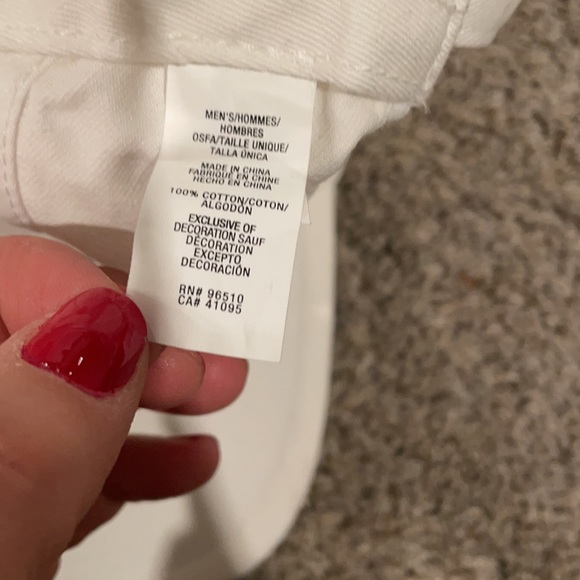 MEN'S/HOMMES/
HOMBRES
OSFA/TAILLE UNIQUE/
TALLA ÚNICA
MADE IN CHINA
FABRIQUÉ EN CHINE
HECHO EN CHINA
100% COTTON/COTON/
ALGODÓN
EXCLUSIVE OF
DECORATION SAUF
DÉCORATION
EXCEPTO
DECORACIÓN
RN# 96510
CA# 41095